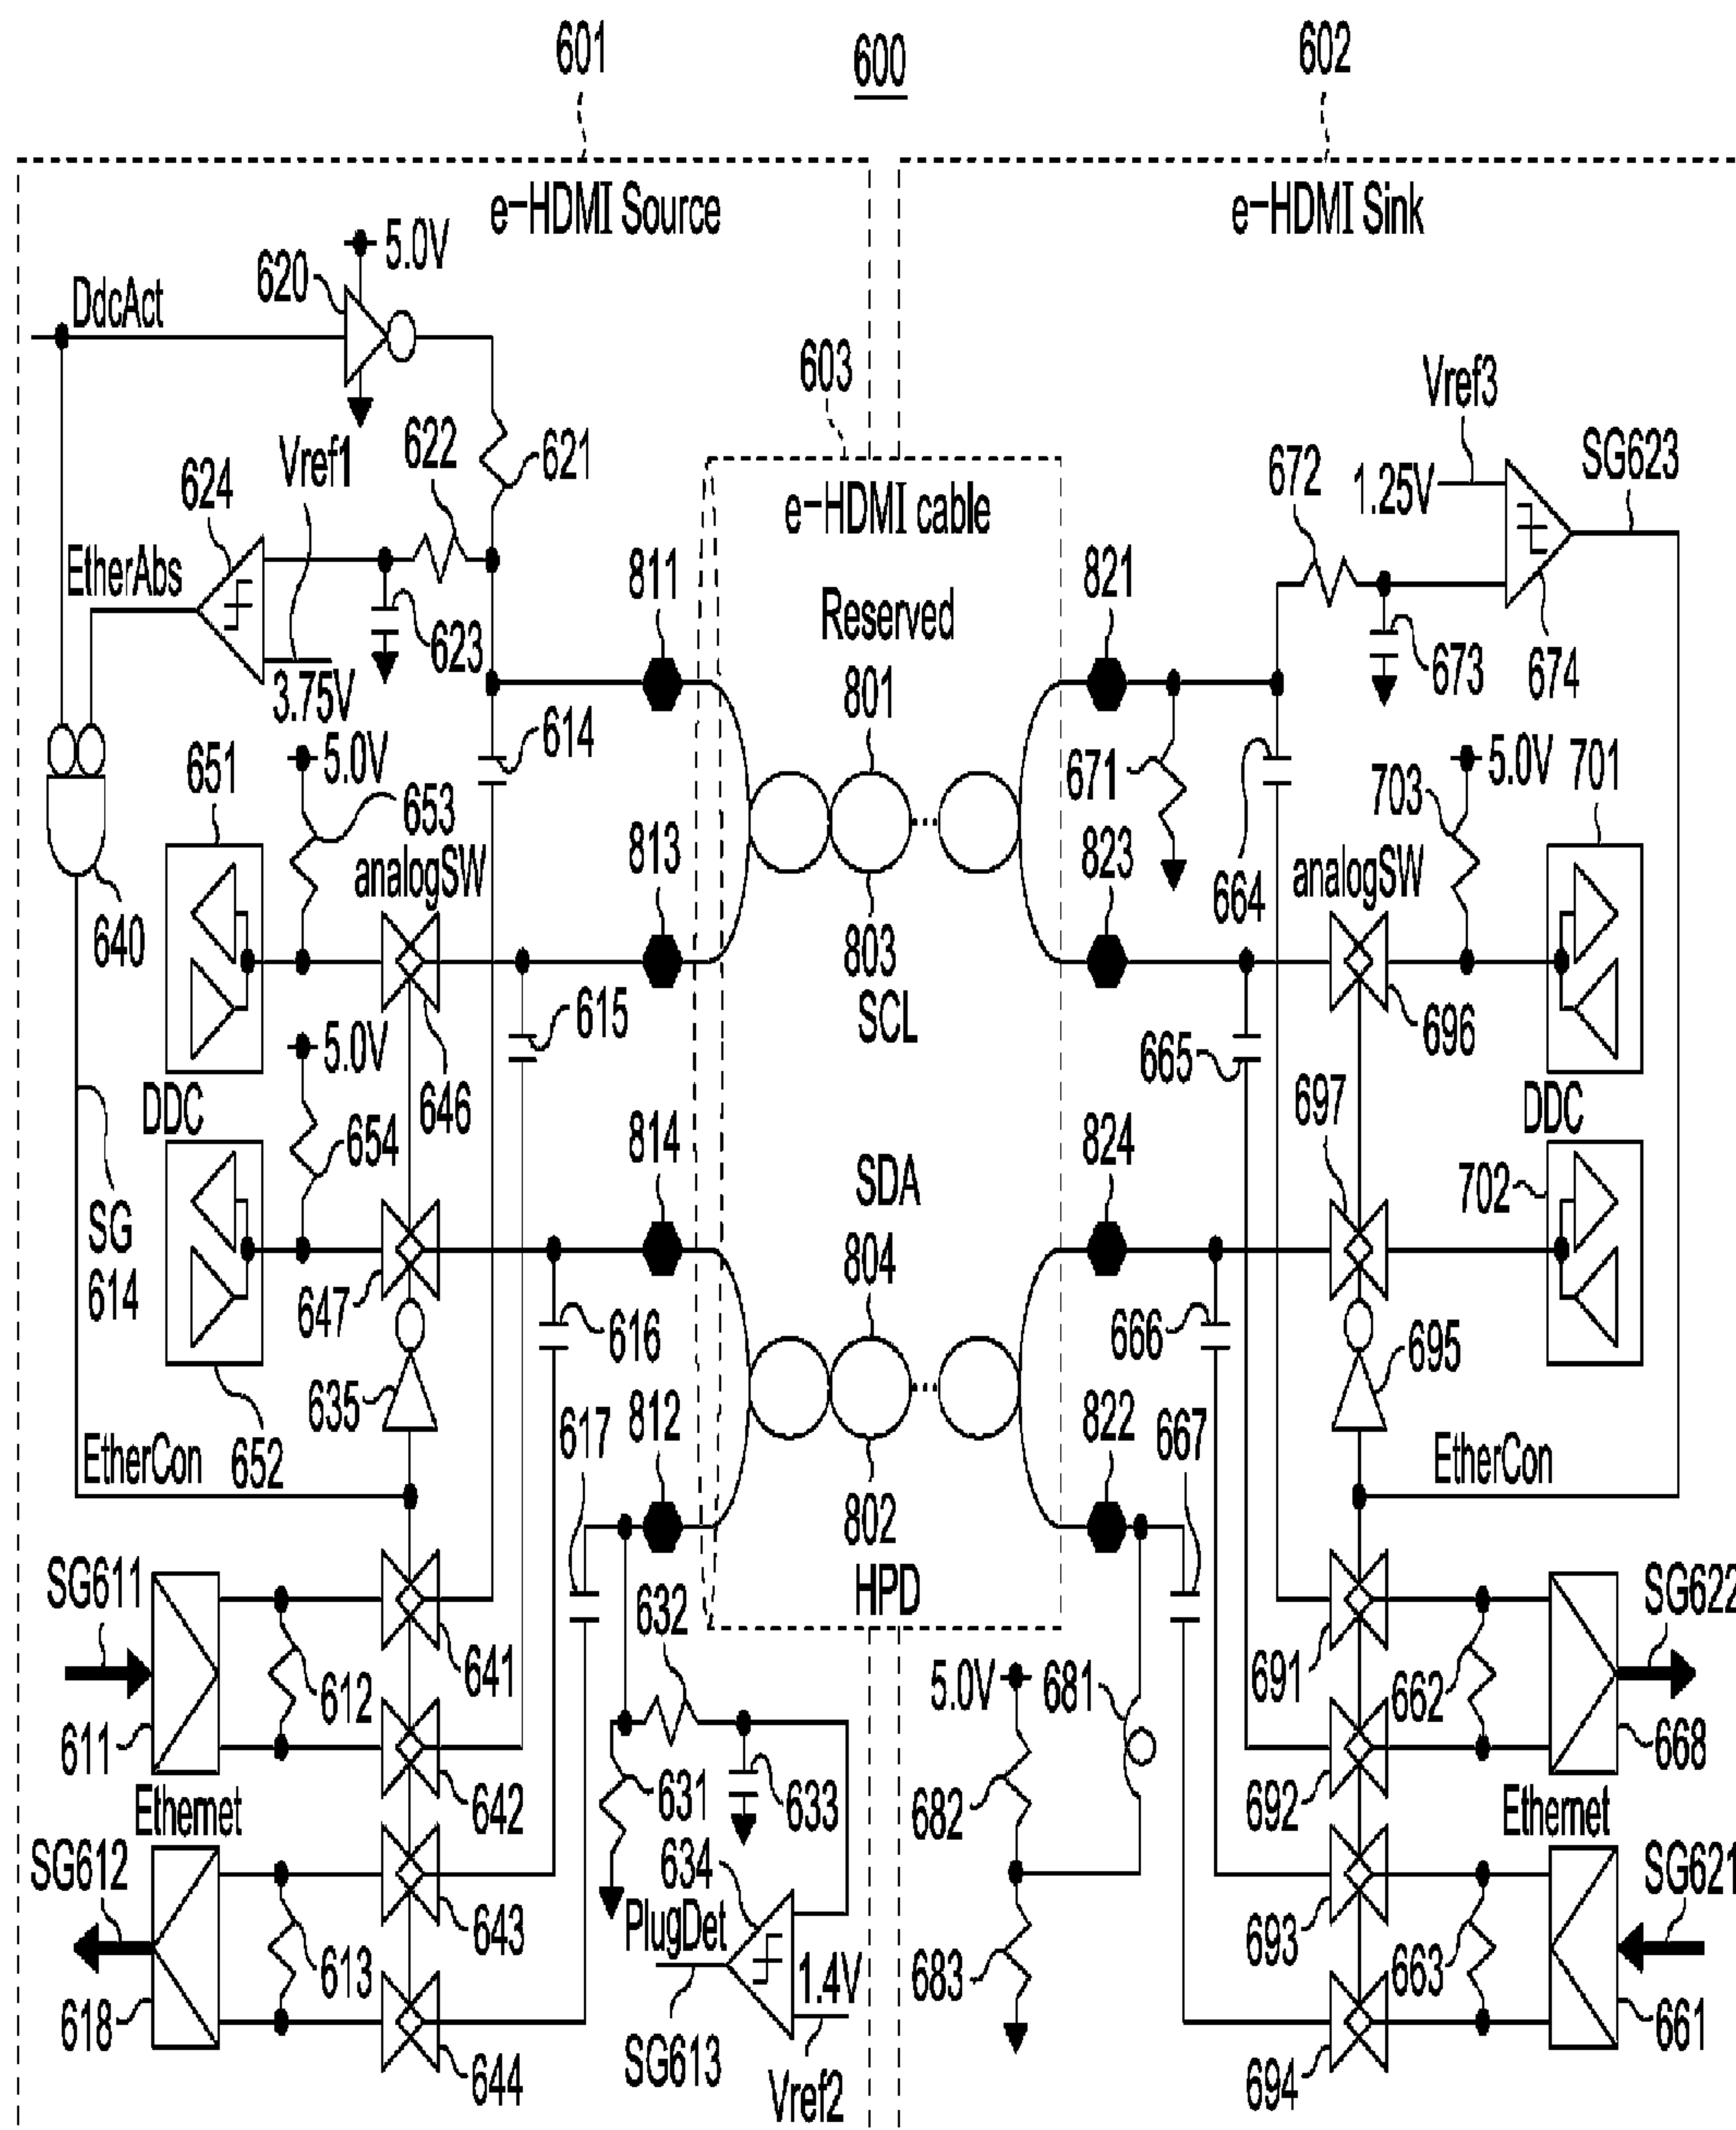 601
600
602
e-HDMI Source
e-HDMI Sink
5.0V
620
DdcAct
603
Vref3
622
Vref1
621
SG623
624
672
1.25V
e-HDMI cable
EtherAbs
811
821
Reserved
623
673
674
3.75V
801
614
651
5.0V
671
703
5.0V
701
653
813
823
analogSW
664
analogSW
640
803
615
SCL
696
5.0V
665
DDC
646
697
DDC
814
824
654
SDA
702
SG
614
804
647
616
666
695
635
812
822
617
667
EtherCon
652
EtherCon
802
SG611
HPD
SG622
632
5.0V
681
612
641
691
662
611
631
633
682
668
642
692
Ethernet
Ethernet
634
SG612
SG621
PlugDet
643
693
613
1.4V
683
663
618
661
SG613
644
694
Vref2